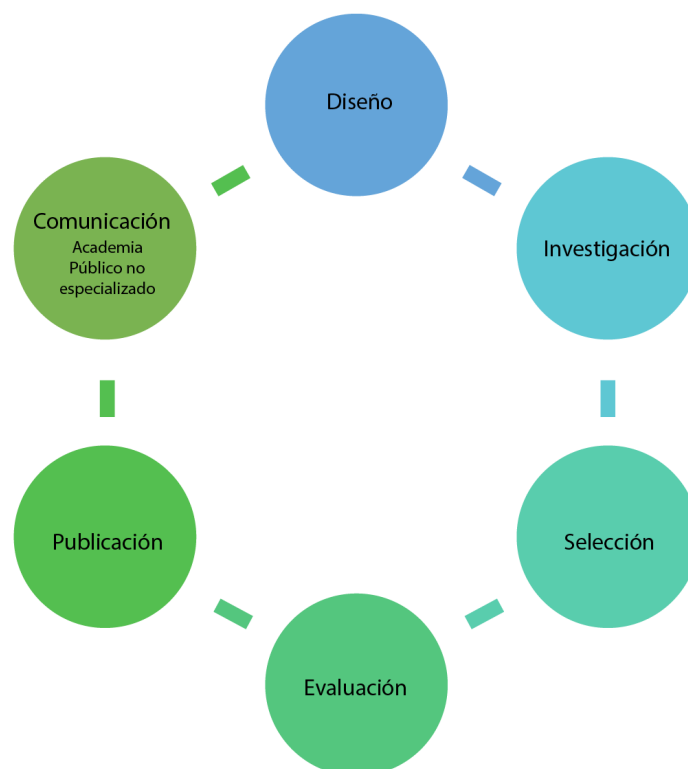 Diseño
Investigación
Selección
Evaluación
Publicación
Comunicación
Academia
Público no
especializado